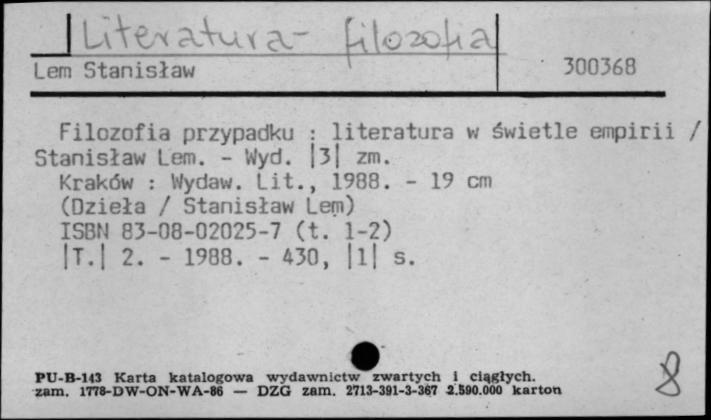 Literatura - filozofia
Lem Stanisław 300368
Filozofia przypadku : literatura w świetle empirii /
Stanisław Lem. - Wyd. |3| zm.
Kraków : Wydaw. Lit., 1988. - 19 cm
(Dzieła / Stanisław Lem)
ISBN 83-08-02025-7 (t. 1-2)
|T.| 2. - 1988. - 430, |1| s.
PU-B-143 Karta katalogowa wydawnictw zwartych i ciągłych.
zam. 1778-DW-ON-WA-86 — DZG zam. 2713-391-3-367 2.590.000 karton
8